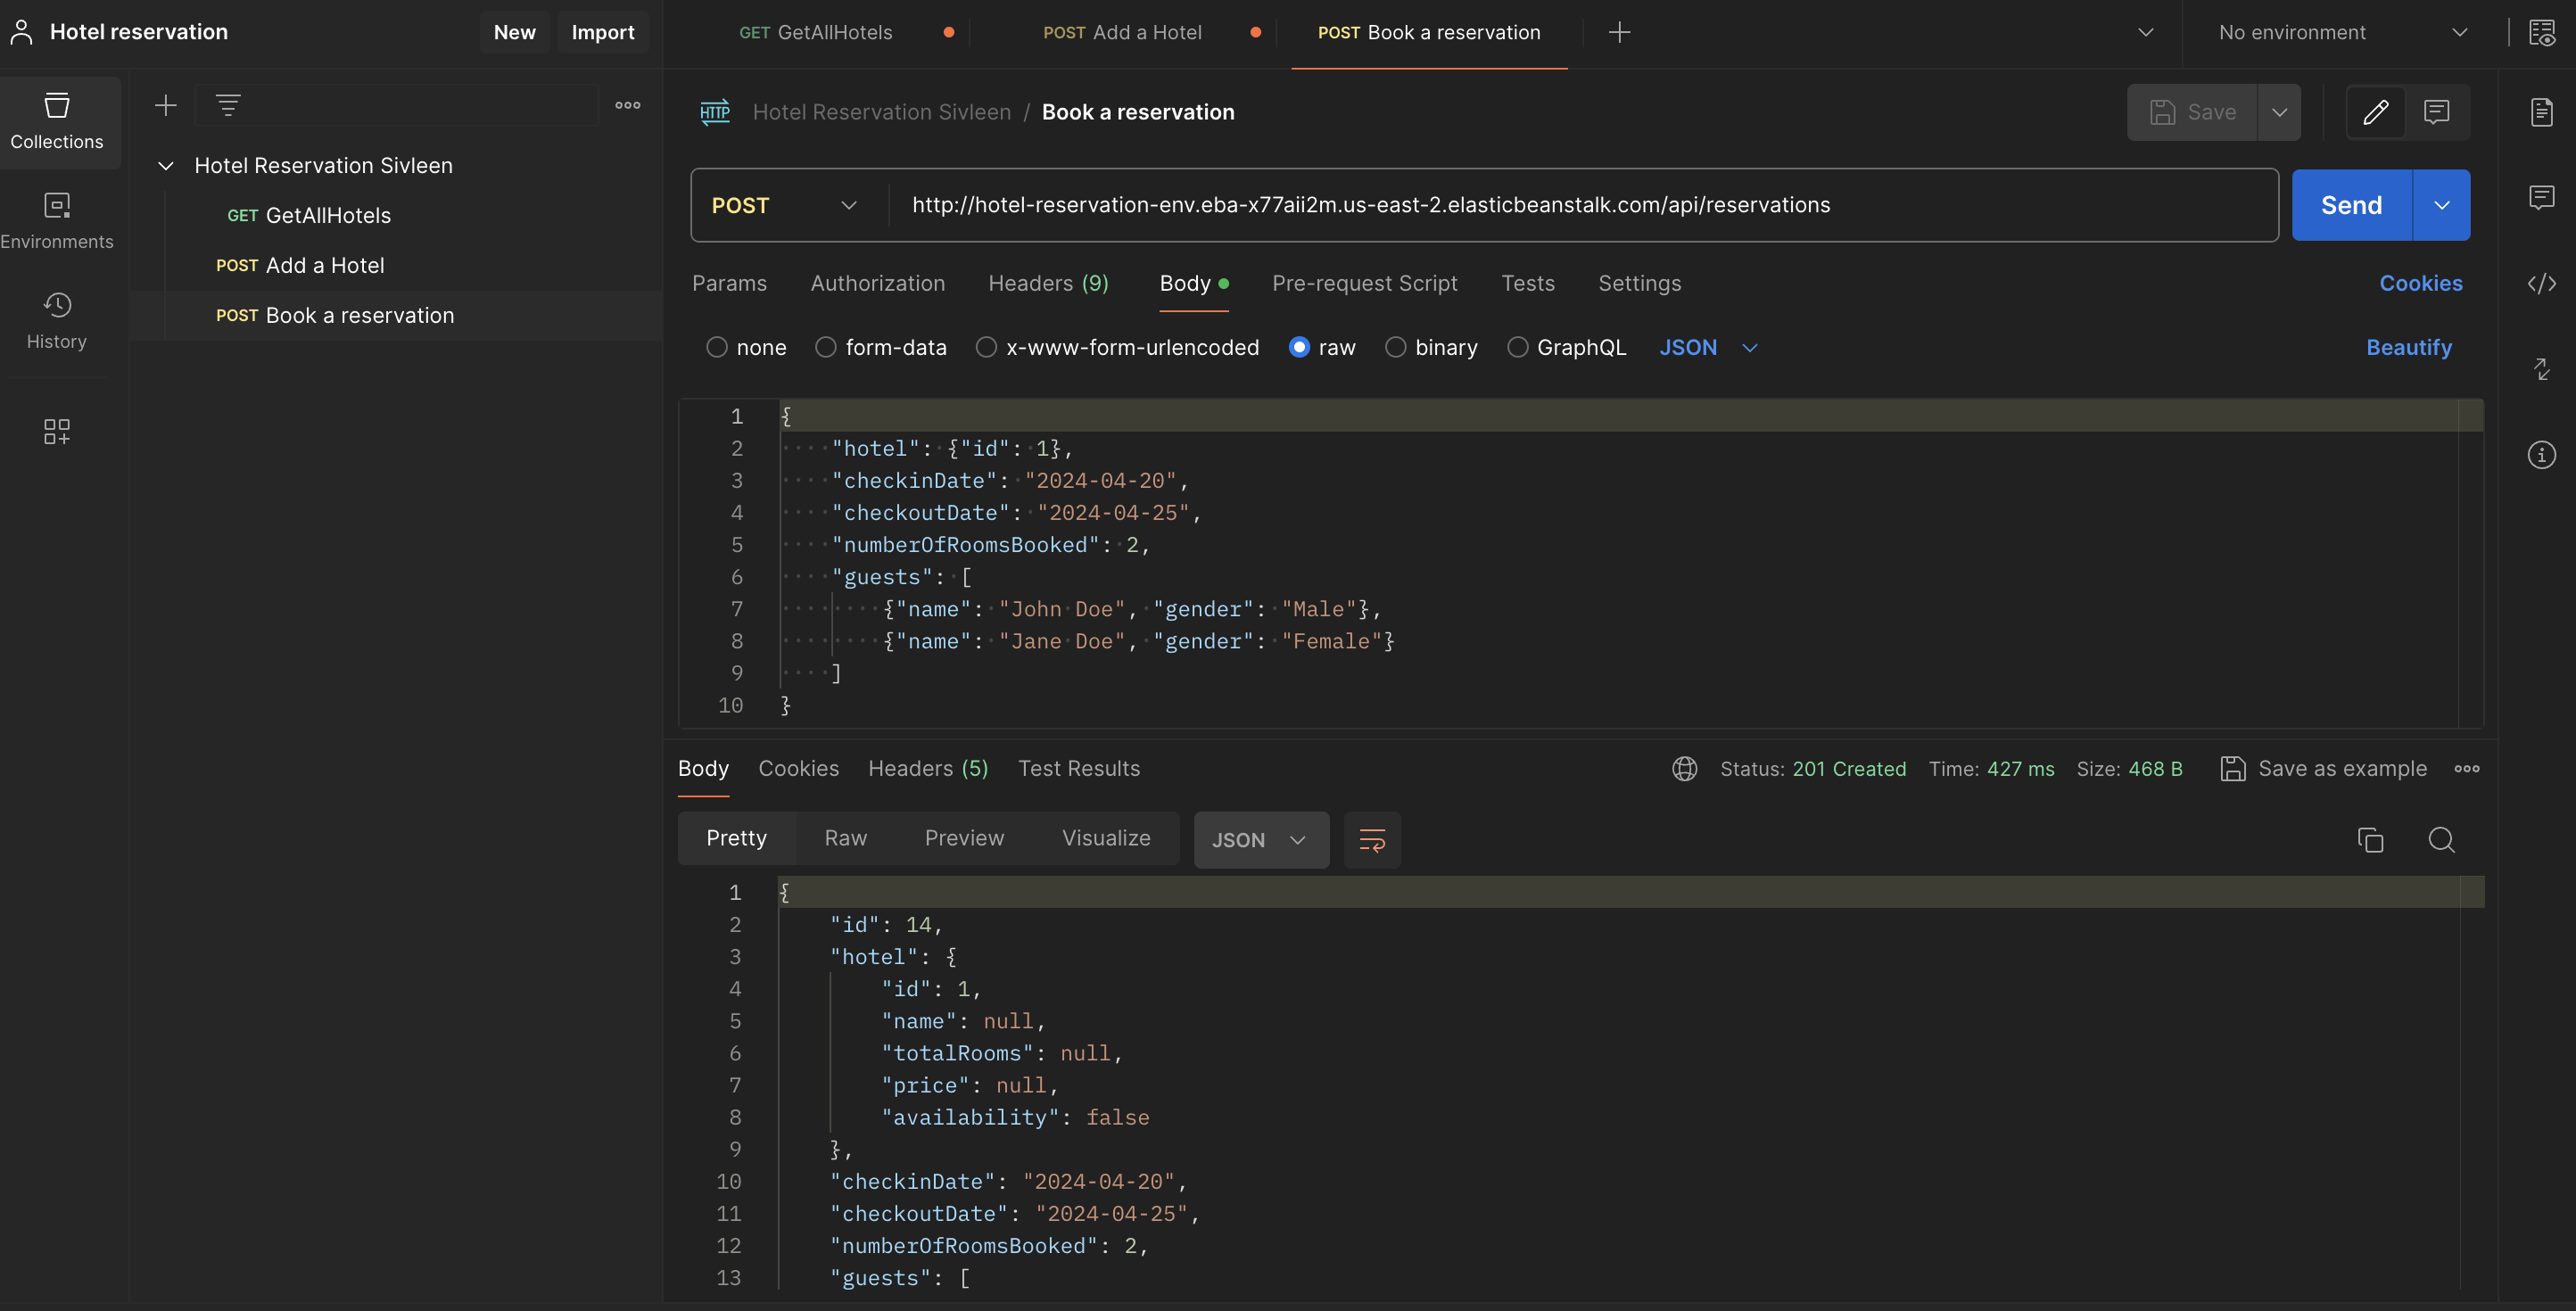 Hotel reservation
New
Import
GET GetAllHotels
POST Add a Hotel
POST Book a reservation
No environment
Collections
Environments
History
Hotel Reservation Sivleen
GET GetAllHotels
POST Add a Hotel
POST Book a reservation
HTTP
Hotel Reservation Sivleen / Book a reservation
Save
POST
http://hotel-reservation-env.eba-x77aii2m.us-east-2.elasticbeanstalk.com/api/reservations
Send
Params Authorization Headers (9) Body Pre-request Script Tests Settings
Cookies
none form-data x-www-form-urlencoded raw binary GraphQL JSON
Beautify
1 {
2 "hotel": {"id": 1},
3 "checkinDate": "2024-04-20",
4 "checkoutDate": "2024-04-25",
5 "numberOfRoomsBooked": 2,
6 "guests": [
7 {"name": "John Doe", "gender": "Male"},
8 {"name": "Jane Doe", "gender": "Female"}
9 ]
10 }
Body Cookies Headers (5) Test Results
Status: 201 Created Time: 427 ms Size: 468 B
Save as example
Pretty Raw Preview Visualize JSON
1 {
2 "id": 14,
3 "hotel": {
4 "id": 1,
5 "name": null,
6 "totalRooms": null,
7 "price": null,
8 "availability": false
9 },
10 "checkinDate": "2024-04-20",
11 "checkoutDate": "2024-04-25",
12 "numberOfRoomsBooked": 2,
13 "guests": [